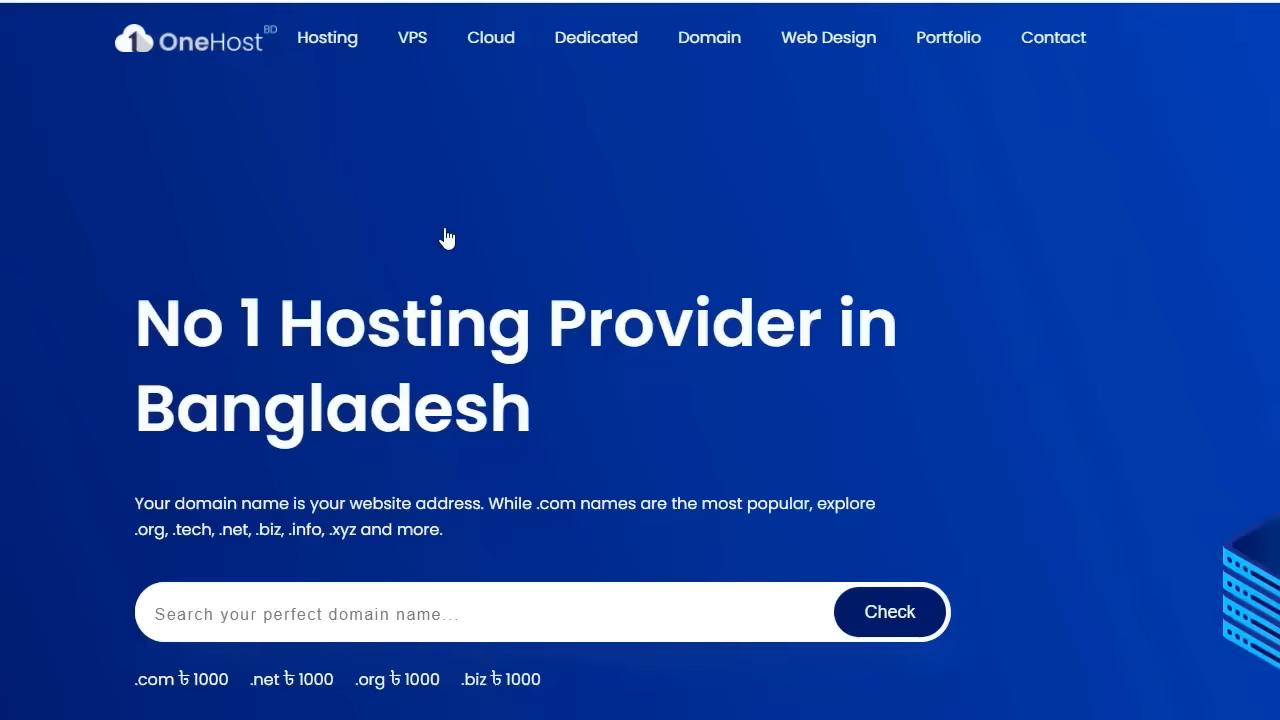 1 OneHost BD
Hosting VPS Cloud Dedicated Domain Web Design Portfolio Contact
No 1 Hosting Provider in
Bangladesh
Your domain name is your website address. While .com names are the most popular, explore
.org, .tech, .net, .biz, .info, .xyz and more.
Search your perfect domain name... Check
.com ৳ 1000 .net ৳ 1000 .org ৳ 1000 .biz ৳ 1000